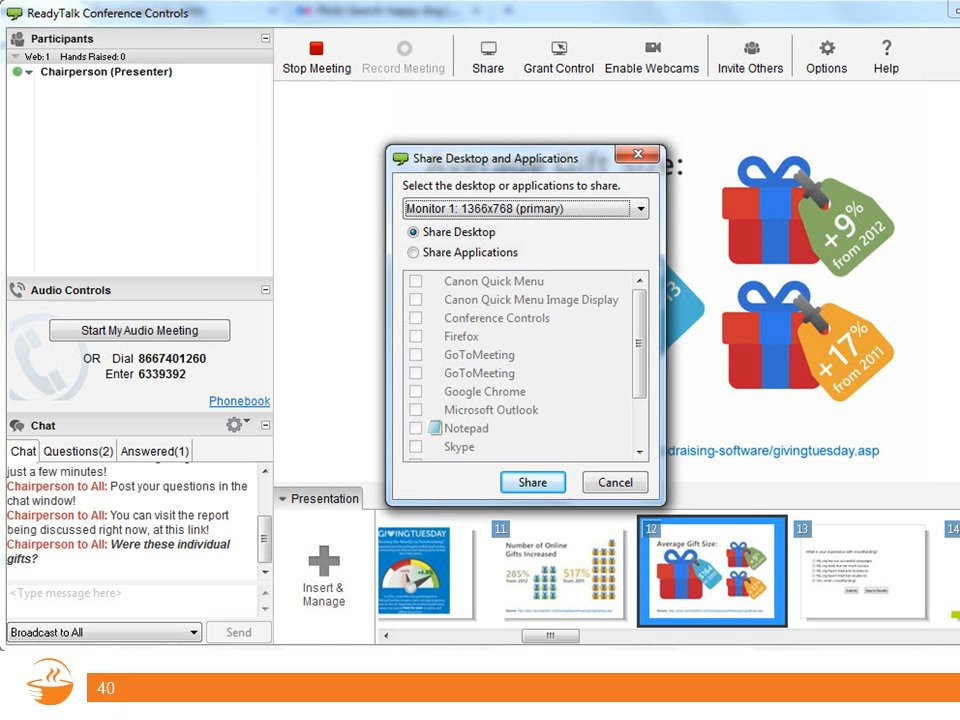 ReadyTalk Conference Controls
Participants
Web:1 Hands Raised:0
Chairperson (Presenter)
Stop Meeting
Record Meeting
Share
Grant Control
Enable Webcams
Invite Others
Options
Help
Audio Controls
Start My Audio Meeting
OR Dial 8667401260
Enter 6339392
Phonebook
Chat
Chat Questions(2) Answered(1)
just a few minutes!
Chairperson to All: Post your questions in the
chat window!
Chairperson to All: You can visit the report
being discussed right now, at this link!
Chairperson to All: Were these individual
gifts?
<Type message here>
Broadcast to All
Send
Share Desktop and Applications
Select the desktop or applications to share.
Monitor 1: 1366x768 (primary)
Share Desktop
Share Applications
Canon Quick Menu
Canon Quick Menu Image Display
Conference Controls
Firefox
GoToMeeting
GoToMeeting
Google Chrome
Microsoft Outlook
Notepad
Skype
Share
Cancel
+9%
from 2012
+17%
from 2011
draising-software/givingtuesday.asp
Presentation
Insert &
Manage
GIVINGTUESDAY
11
Number of Online
Gifts Increased
285%
from 2012
517%
from 2011
12
Average Gift Size:
13
What is your experience with crowdfunding?
14
40